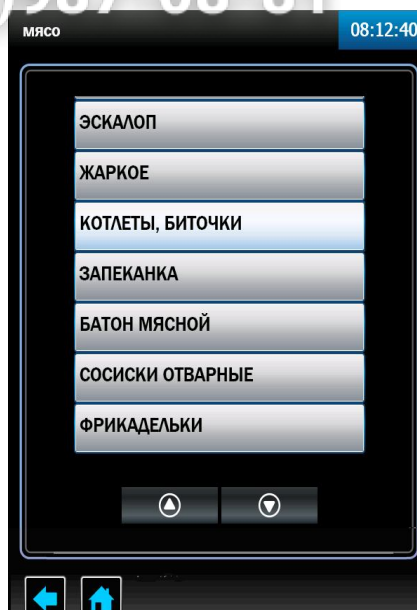 мясо
08:12:40
ЭСКАЛОП
ЖАРКОЕ
КОТЛЕТЫ, БИТОЧКИ
ЗАПЕКАНКА
БАТОН МЯСНОЙ
СОСИСКИ ОТВАРНЫЕ
ФРИКАДЕЛЬКИ